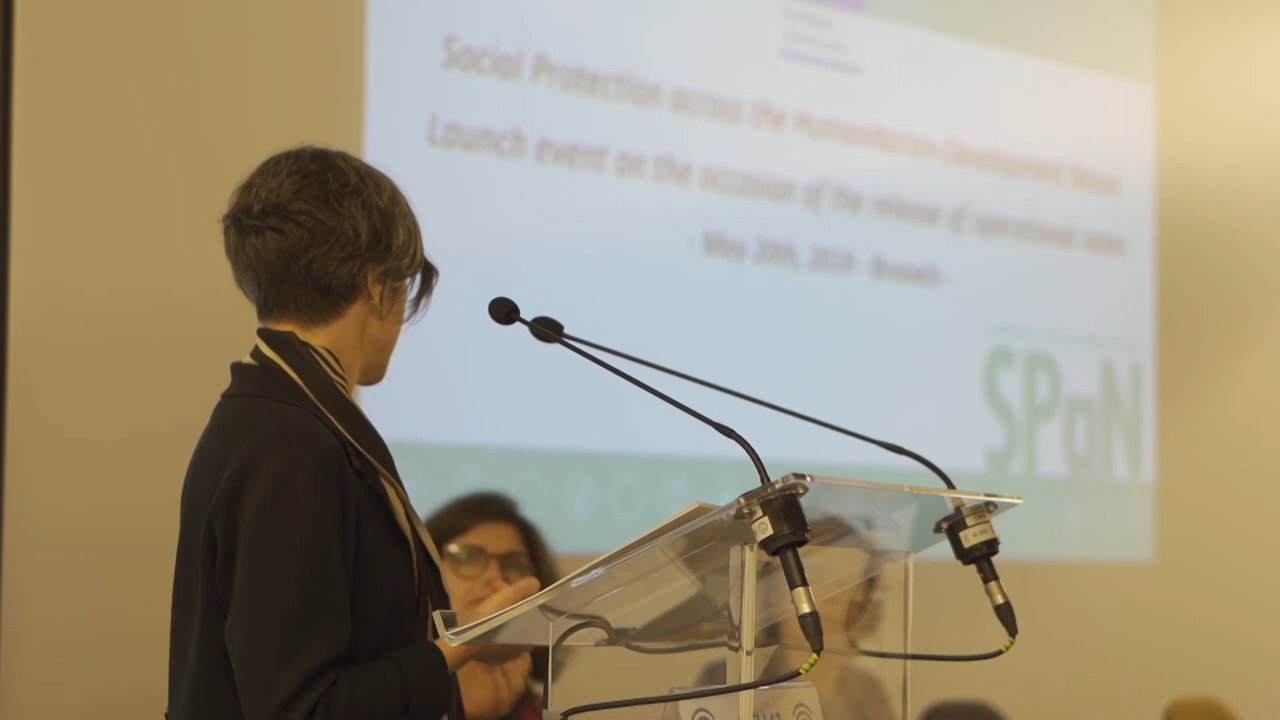 Social Protection across the Humanitarian-Development Nexus
Launch event on the occasion of the release of operational notes
- May 20th, 2019 - Brussels -
SPaN